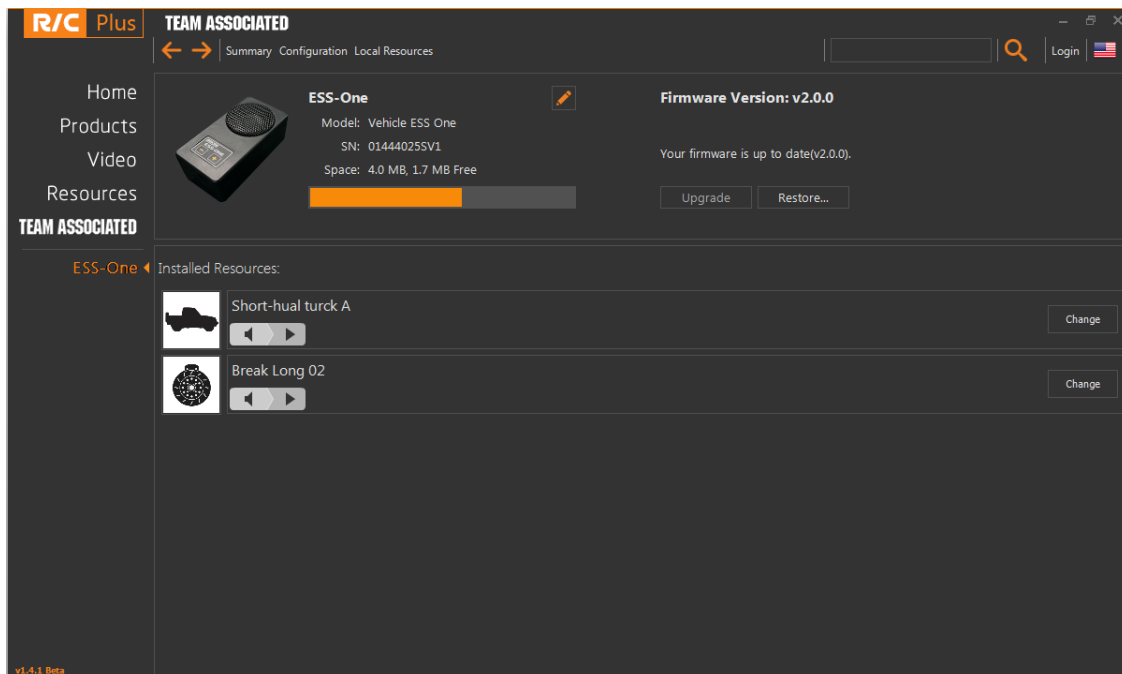 R/C Plus
TEAM ASSOCIATED
Summary Configuration Local Resources
Login
Home
Products
Video
Resources
TEAM ASSOCIATED
ESS-One
ESS-One
Model: Vehicle ESS One
SN: 01444025SV1
Space: 4.0 MB, 1.7 MB Free
Firmware Version: v2.0.0
Your firmware is up to date(v2.0.0).
Upgrade Restore...
Installed Resources:
Short-hual turck A
Change
Break Long 02
Change
v1.4.1 Beta